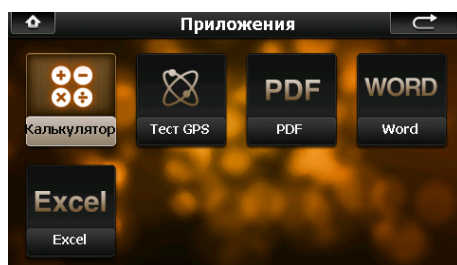 Приложения
Калькулятор
Тест GPS
PDF
PDF
WORD
Word
Excel
Excel